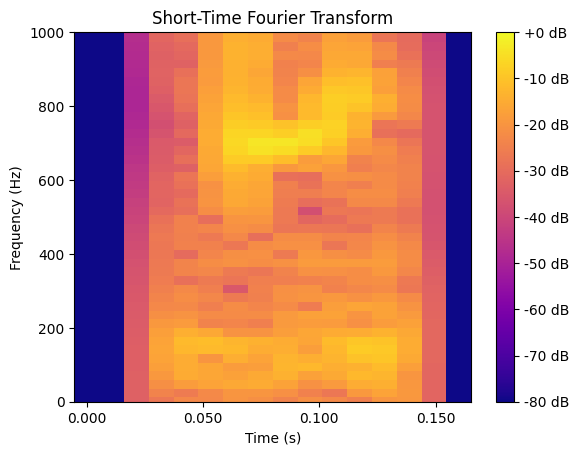 Short-Time Fourier Transform
1000
800
600
400
200
0
Frequency (Hz)
0.000
0.050
0.100
0.150
Time (s)
+0 dB
-10 dB
-20 dB
-30 dB
-40 dB
-50 dB
-60 dB
-70 dB
-80 dB